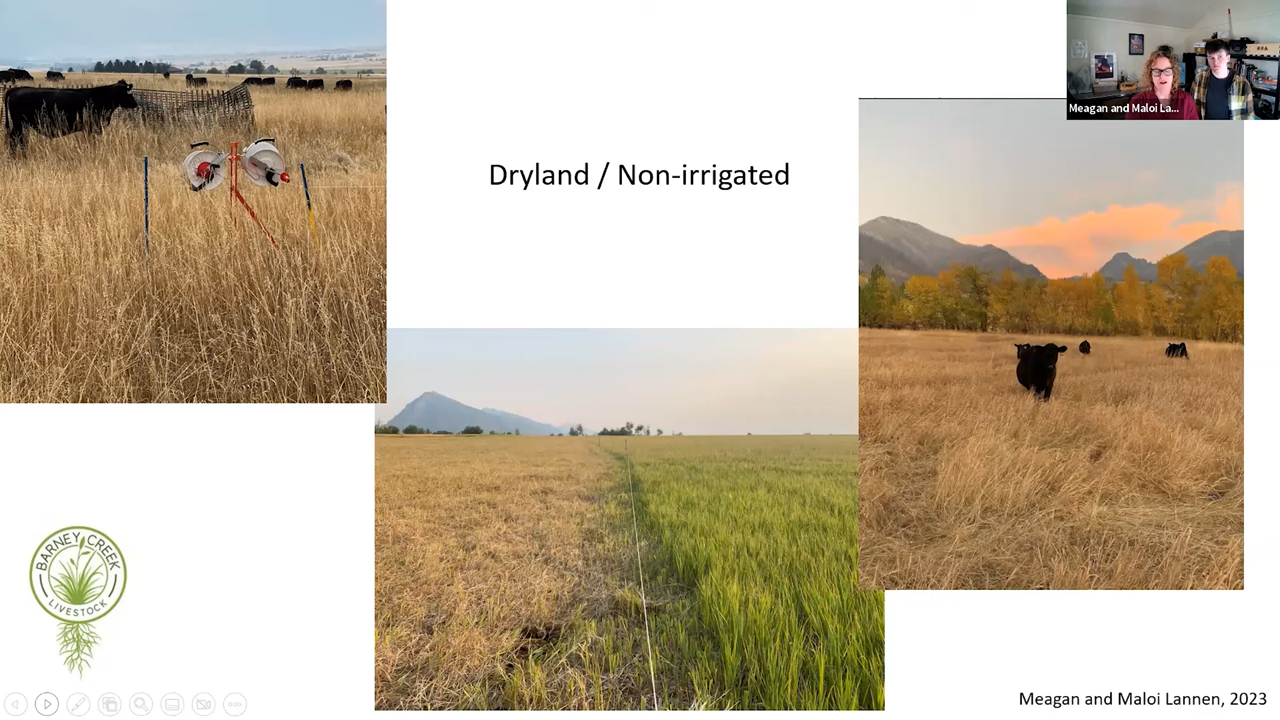 Meagan and Maloi La...
Dryland / Non-irrigated
BARNEY CREEK
LIVESTOCK
Meagan and Maloi Lannen, 2023